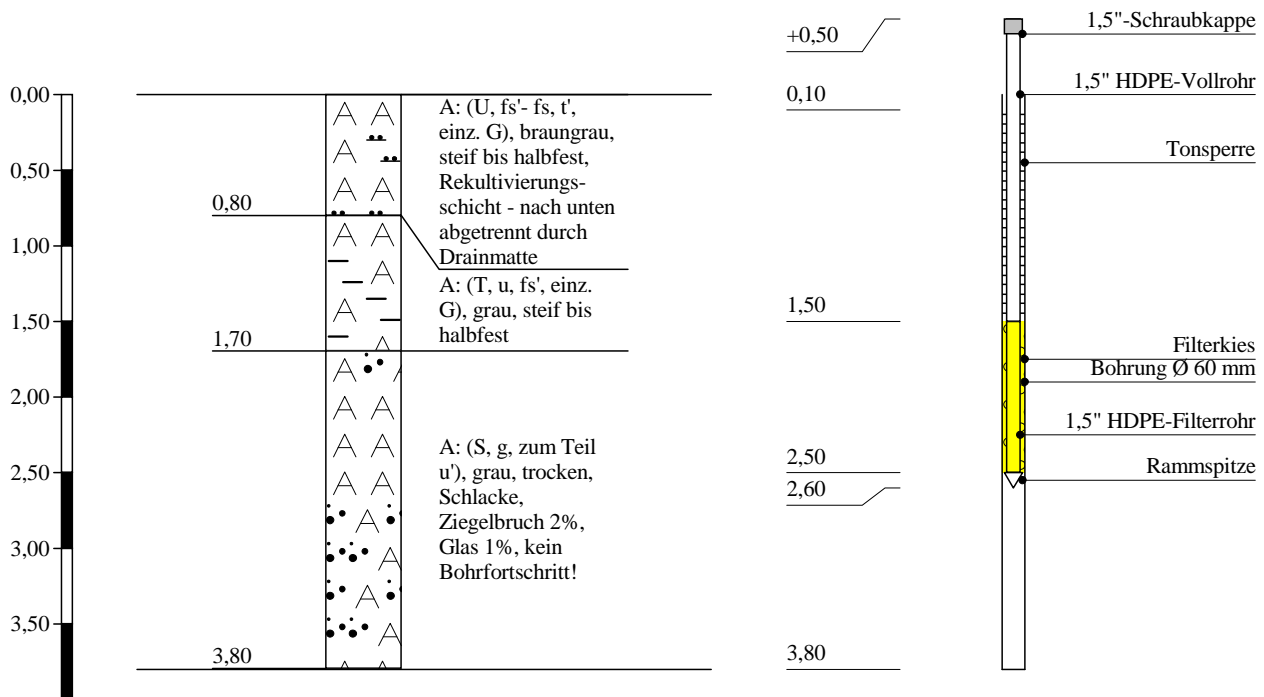 0,00
0,50
1,00
1,50
2,00
2,50
3,00
3,50
0,80
1,70
3,80
A: (U, fs'- fs, t',
einz. G), braungrau,
steif bis halbfest,
Rekultivierungs-
schicht - nach unten
abgetrennt durch
Drainmatte
A: (T, u, fs', einz.
G), grau, steif bis
halbfest
A: (S, g, zum Teil
u'), grau, trocken,
Schlacke,
Ziegelbruch 2%,
Glas 1%, kein
Bohrfortschritt!
+0,50
0,10
1,50
2,50
2,60
3,80
1,5"-Schraubkappe
1,5" HDPE-Vollrohr
Tonsperre
Filterkies
Bohrung Ø 60 mm
1,5" HDPE-Filterrohr
Rammspitze